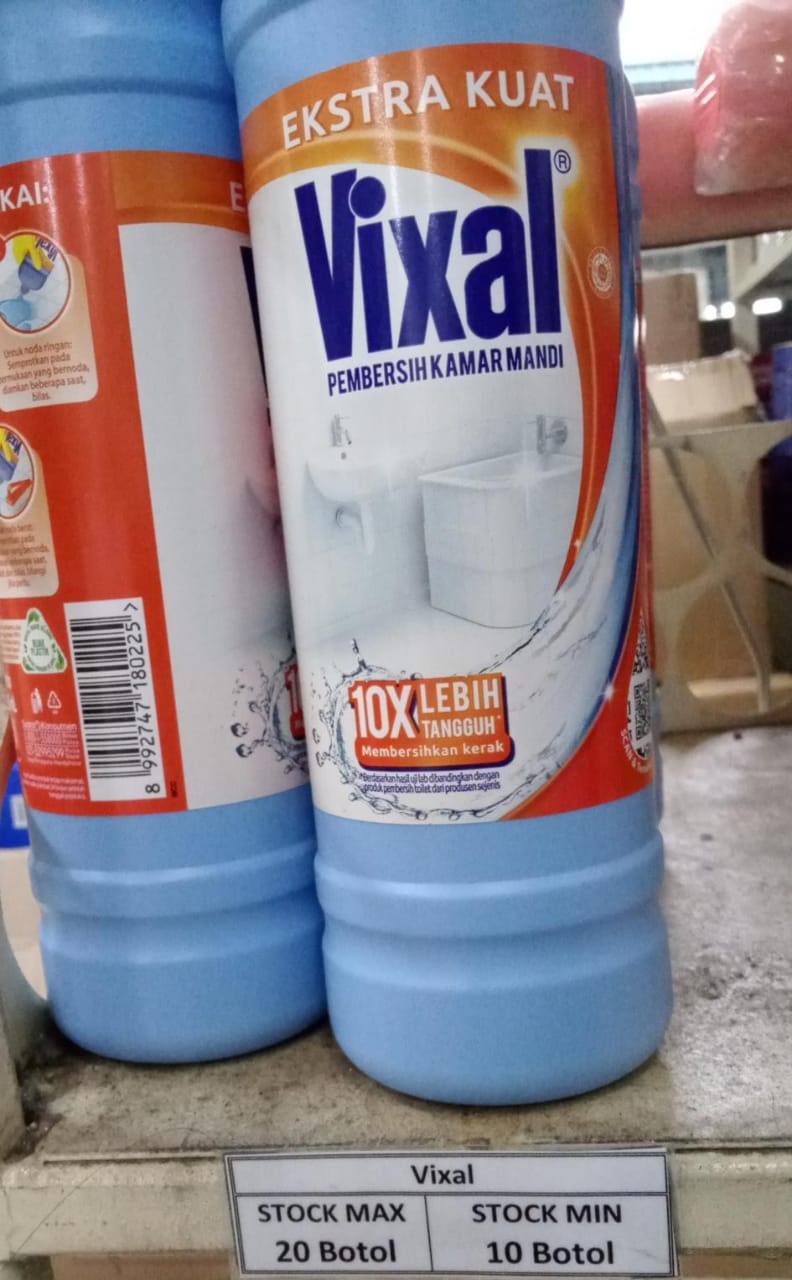 EKSTRA KUAT
Vixal®
PEMBERSIH KAMAR MANDI
10X LEBIH
TANGGUH*
Membersihkan kerak
*Berdasarkan hasil uji lab dibandingkan dengan
produk pembersih toilet dari produsen sejenis
KAI:
E
Untuk noda ringan:
Semprotkan pada
permukaan yang bernoda,
diamkan beberapa saat,
bilas.
8 992747 180225 >
Vixal
STOCK MAX
STOCK MIN
20 Botol
10 Botol